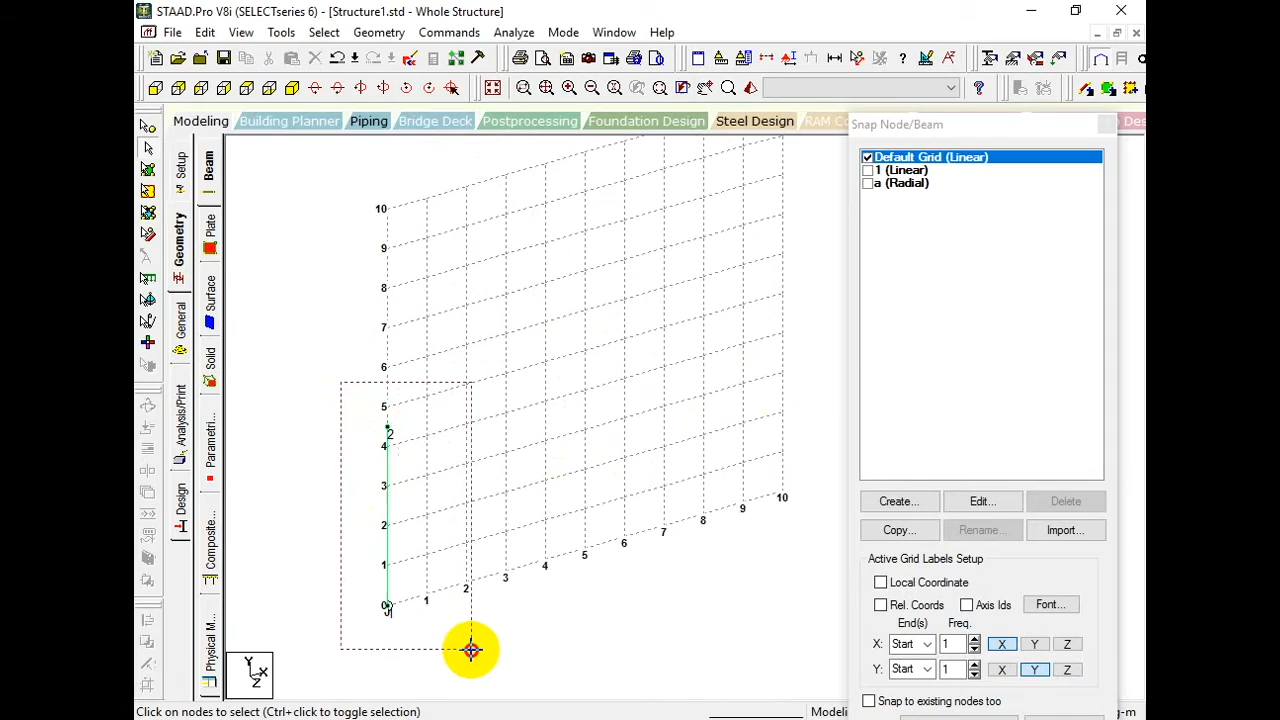 STAAD.Pro V8i (SELECTseries 6) - [Structure1.std - Whole Structure]
File Edit View Tools Select Geometry Commands Analyze Mode Window Help
Modeling Building Planner Piping Bridge Deck Postprocessing Foundation Design Steel Design RAM Co De
Snap Node/Beam
Default Grid (Linear)
1 (Linear)
a (Radial)
Setup
Geometry
General
Analysis/Print
Design
Beam
Plate
Surface
Solid
Parametri...
Composite...
Physical M...
10
9
8
7
6
5
2
4
3
2
1
0
1
2
3
4
5
6
7
8
9
10
Y
X
Z
Create... Edit... Delete
Copy... Rename... Import...
Active Grid Labels Setup
Local Coordinate
Rel. Coords Axis Ids Font...
End(s) Freq.
X: Start 1 X Y Z
Y: Start 1 X Y Z
Snap to existing nodes too
Click on nodes to select (Ctrl+click to toggle selection) Modeli g-m